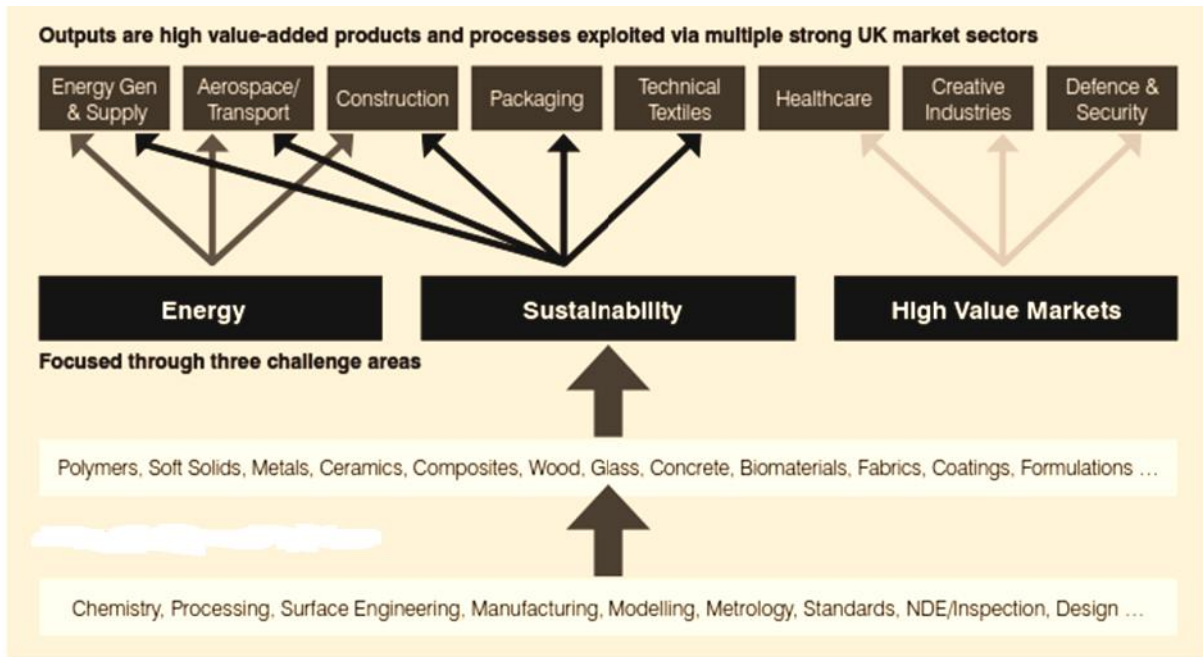 Outputs are high value-added products and processes exploited via multiple strong UK market sectors
Energy Gen
& Supply
Aerospace/
Transport
Construction
Packaging
Technical
Textiles
Healthcare
Creative
Industries
Defence &
Security
Energy
Sustainability
High Value Markets
Focused through three challenge areas
Polymers, Soft Solids, Metals, Ceramics, Composites, Wood, Glass, Concrete, Biomaterials, Fabrics, Coatings, Formulations ...
Chemistry, Processing, Surface Engineering, Manufacturing, Modelling, Metrology, Standards, NDE/Inspection, Design ...